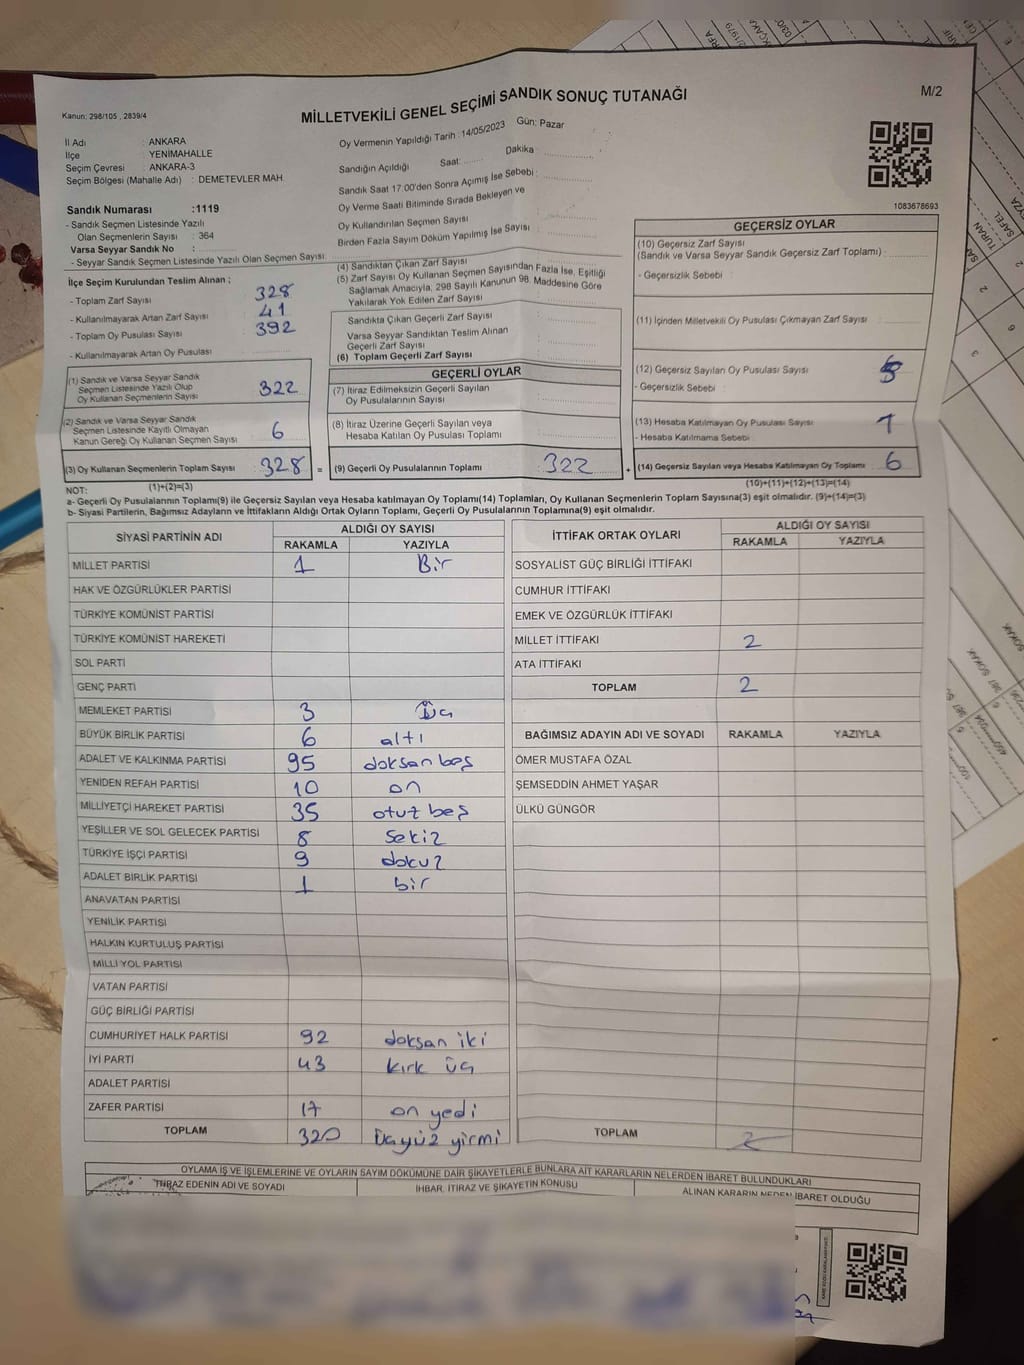 MİLLETVEKİLİ GENEL SEÇİMİ SANDIK SONUÇ TUTANAĞI
M/2
Kanun: 298/105 , 2839/4
İl Adı : ANKARA
İlçe : YENİMAHALLE
Seçim Çevresi : ANKARA-3
Seçim Bölgesi (Mahalle Adı) : DEMETEVLER MAH.
Oy Vermenin Yapıldığı Tarih : 14/05/2023 Gün: Pazar
Sandığın Açıldığı Saat: Dakika :
Sandık Saat 17:00'den Sonra Açımış İse Sebebi :
Oy Verme Saati Bitiminde Sırada Bekleyen ve
Oy Kullandırılan Seçmen Sayısı
Birden Fazla Sayım Döküm Yapılmış İse Sayısı
1083678693
Sandık Numarası :1119
- Sandık Seçmen Listesinde Yazılı
Olan Seçmenlerin Sayısı : 364
Varsa Seyyar Sandık No :
- Seyyar Sandık Seçmen Listesinde Yazılı Olan Seçmen Sayısı:
İlçe Seçim Kurulundan Teslim Alınan ;
- Toplam Zarf Sayısı 328
- Kullanılmayarak Artan Zarf Sayısı 41
- Toplam Oy Pusulası Sayısı 392
- Kullanılmayarak Artan Oy Pusulası
(1) Sandık ve Varsa Seyyar Sandık
Seçmen Listesinde Yazılı Olup
Oy Kullanan Seçmenlerin Sayısı 322
(2) Sandık ve Varsa Seyyar Sandık
Seçmen Listesinde Kayıtlı Olmayan
Kanun Gereği Oy Kullanan Seçmen Sayısı 6
(3) Oy Kullanan Seçmenlerin Toplam Sayısı 328 =
(1)+(2)=(3)
(4) Sandıktan Çıkan Zarf Sayısı
(5) Zarf Sayısı Oy Kullanan Seçmen Sayısından Fazla İse, Eşitliği
Sağlamak Amacıyla, 298 Sayılı Kanunun 98. Maddesine Göre
Yakılarak Yok Edilen Zarf Sayısı
Sandıkta Çıkan Geçerli Zarf Sayısı
Varsa Seyyar Sandıktan Teslim Alınan
Geçerli Zarf Sayısı
(6) Toplam Geçerli Zarf Sayısı
GEÇERLİ OYLAR
(7) İtiraz Edilmeksizin Geçerli Sayılan
Oy Pusulalarının Sayısı
(8) İtiraz Üzerine Geçerli Sayılan veya
Hesaba Katılan Oy Pusulası Toplamı
(9) Geçerli Oy Pusulalarının Toplamı 322 +
GEÇERSİZ OYLAR
(10) Geçersiz Zarf Sayısı
(Sandık ve Varsa Seyyar Sandık Geçersiz Zarf Toplamı) :
- Geçersizlik Sebebi :
(11) İçinden Milletvekili Oy Pusulası Çıkmayan Zarf Sayısı
(12) Geçersiz Sayılan Oy Pusulası Sayısı 5
- Geçersizlik Sebebi :
(13) Hesaba Katılmayan Oy Pusulası Sayısı 1
- Hesaba Katılmama Sebebi
(14) Geçersiz Sayılan veya Hesaba Katılmayan Oy Toplamı 6
(10)+(11)+(12)+(13)=(14)
NOT:
a- Geçerli Oy Pusulalarının Toplamı(9) ile Geçersiz Sayılan veya Hesaba katılmayan Oy Toplamı(14) Toplamları, Oy Kullanan Seçmenlerin Toplam Sayısına(3) eşit olmalıdır. (9)+(14)=(3)
b- Siyasi Partilerin, Bağımsız Adayların ve İttifakların Aldığı Ortak Oyların Toplamı, Geçerli Oy Pusulalarının Toplamına(9) eşit olmalıdır.
SİYASİ PARTİNİN ADI ALDIĞI OY SAYISI
RAKAMLA YAZIYLA
MİLLET PARTİSİ 1 Bir
HAK VE ÖZGÜRLÜKLER PARTİSİ
TÜRKİYE KOMÜNİST PARTİSİ
TÜRKİYE KOMÜNİST HAREKETİ
SOL PARTİ
GENÇ PARTİ
MEMLEKET PARTİSİ 3 Üç
BÜYÜK BİRLİK PARTİSİ 6 altı
ADALET VE KALKINMA PARTİSİ 95 doksan beş
YENİDEN REFAH PARTİSİ 10 on
MİLLİYETÇİ HAREKET PARTİSİ 35 otuz beş
YEŞİLLER VE SOL GELECEK PARTİSİ 8 sekiz
TÜRKİYE İŞÇİ PARTİSİ 9 dokuz
ADALET BİRLİK PARTİSİ 1 bir
ANAVATAN PARTİSİ
YENİLİK PARTİSİ
HALKIN KURTULUŞ PARTİSİ
MİLLİ YOL PARTİSİ
VATAN PARTİSİ
GÜÇ BİRLİĞİ PARTİSİ
CUMHURİYET HALK PARTİSİ 92 doksan iki
İYİ PARTİ 43 kırk üç
ADALET PARTİSİ
ZAFER PARTİSİ 17 on yedi
TOPLAM 320 Üçyüz yirmi
İTTİFAK ORTAK OYLARI ALDIĞI OY SAYISI
RAKAMLA YAZIYLA
SOSYALİST GÜÇ BİRLİĞİ İTTİFAKI
CUMHUR İTTİFAKI
EMEK VE ÖZGÜRLÜK İTTİFAKI
MİLLET İTTİFAKI 2
ATA İTTİFAKI
TOPLAM 2
BAĞIMSIZ ADAYIN ADI VE SOYADI RAKAMLA YAZIYLA
ÖMER MUSTAFA ÖZAL
ŞEMSEDDİN AHMET YAŞAR
ÜLKÜ GÜNGÖR
TOPLAM 2
OYLAMA İŞ VE İŞLEMLERİNE VE OYLARIN SAYIM DÖKÜMÜNE DAİR ŞİKAYETLERLE BUNLARA AİT KARARLARIN NELERDEN İBARET BULUNDUKLARI
İTİRAZ EDENİN ADI VE SOYADI İHBAR, İTİRAZ VE ŞİKAYETİN KONUSU ALINAN KARARIN NEDEN İBARET OLDUĞU